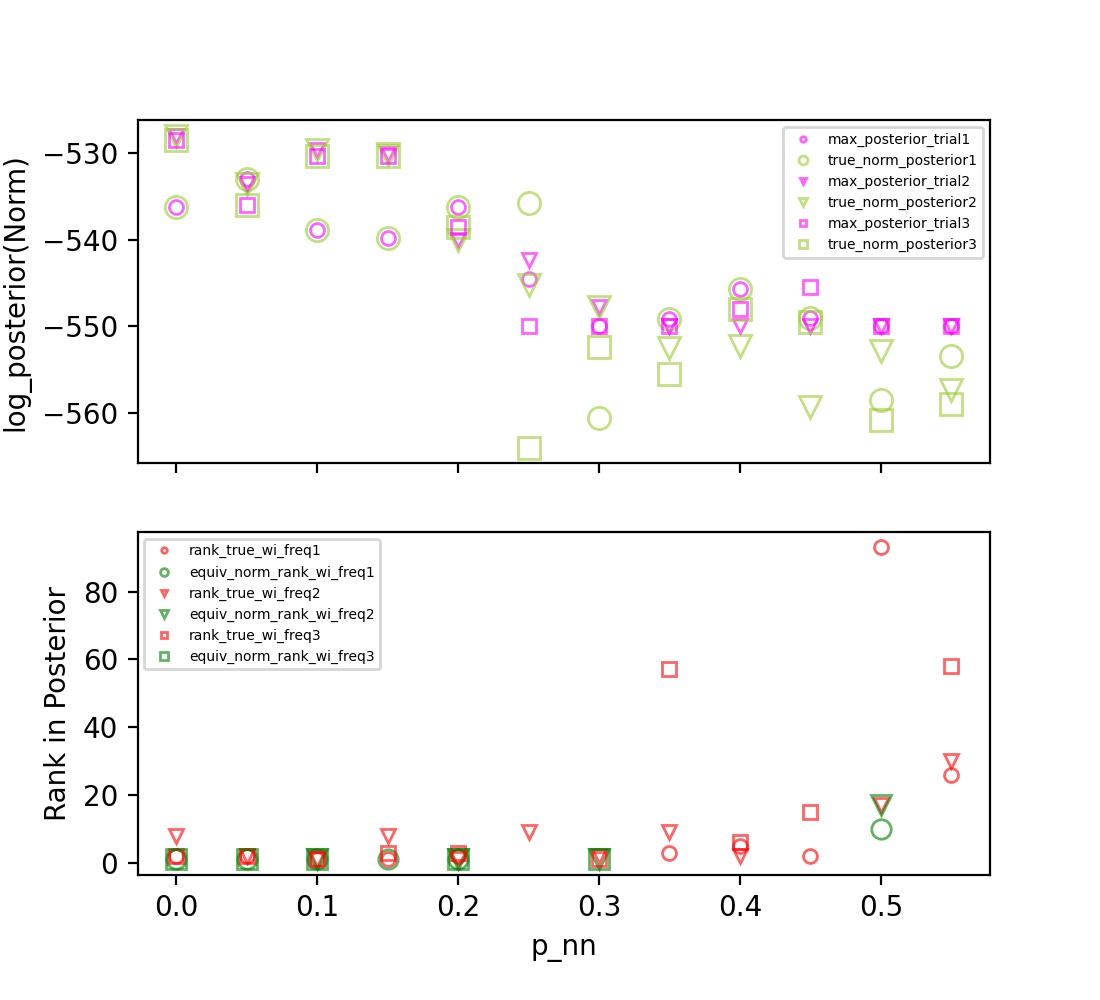 −530
−540
−550
−560
log_posterior(Norm)
max_posterior_trial1
true_norm_posterior1
max_posterior_trial2
true_norm_posterior2
max_posterior_trial3
true_norm_posterior3
80
60
40
20
0
Rank in Posterior
rank_true_wi_freq1
equiv_norm_rank_wi_freq1
rank_true_wi_freq2
equiv_norm_rank_wi_freq2
rank_true_wi_freq3
equiv_norm_rank_wi_freq3
0.0 0.1 0.2 0.3 0.4 0.5
p_nn